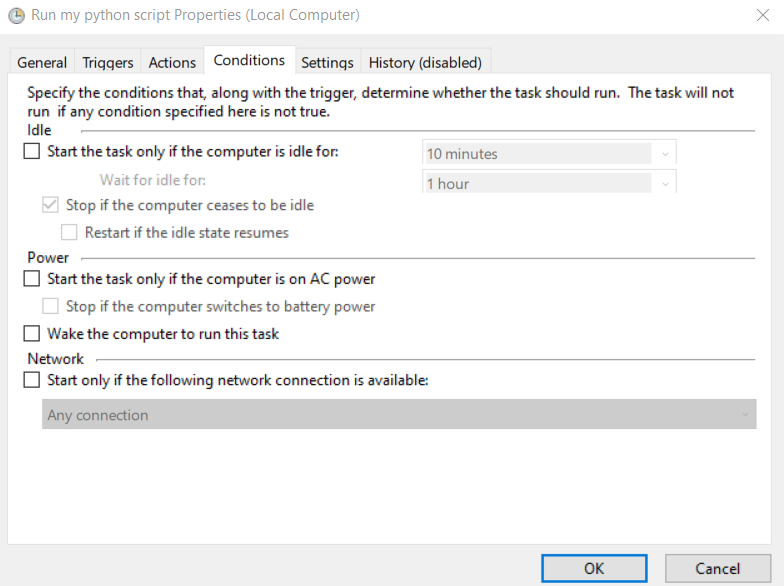 Run my python script Properties (Local Computer)
General Triggers Actions Conditions Settings History (disabled)
Specify the conditions that, along with the trigger, determine whether the task should run. The task will not
run if any condition specified here is not true.
Idle
Start the task only if the computer is idle for: 10 minutes
Wait for idle for: 1 hour
Stop if the computer ceases to be idle
Restart if the idle state resumes
Power
Start the task only if the computer is on AC power
Stop if the computer switches to battery power
Wake the computer to run this task
Network
Start only if the following network connection is available:
Any connection
OK Cancel